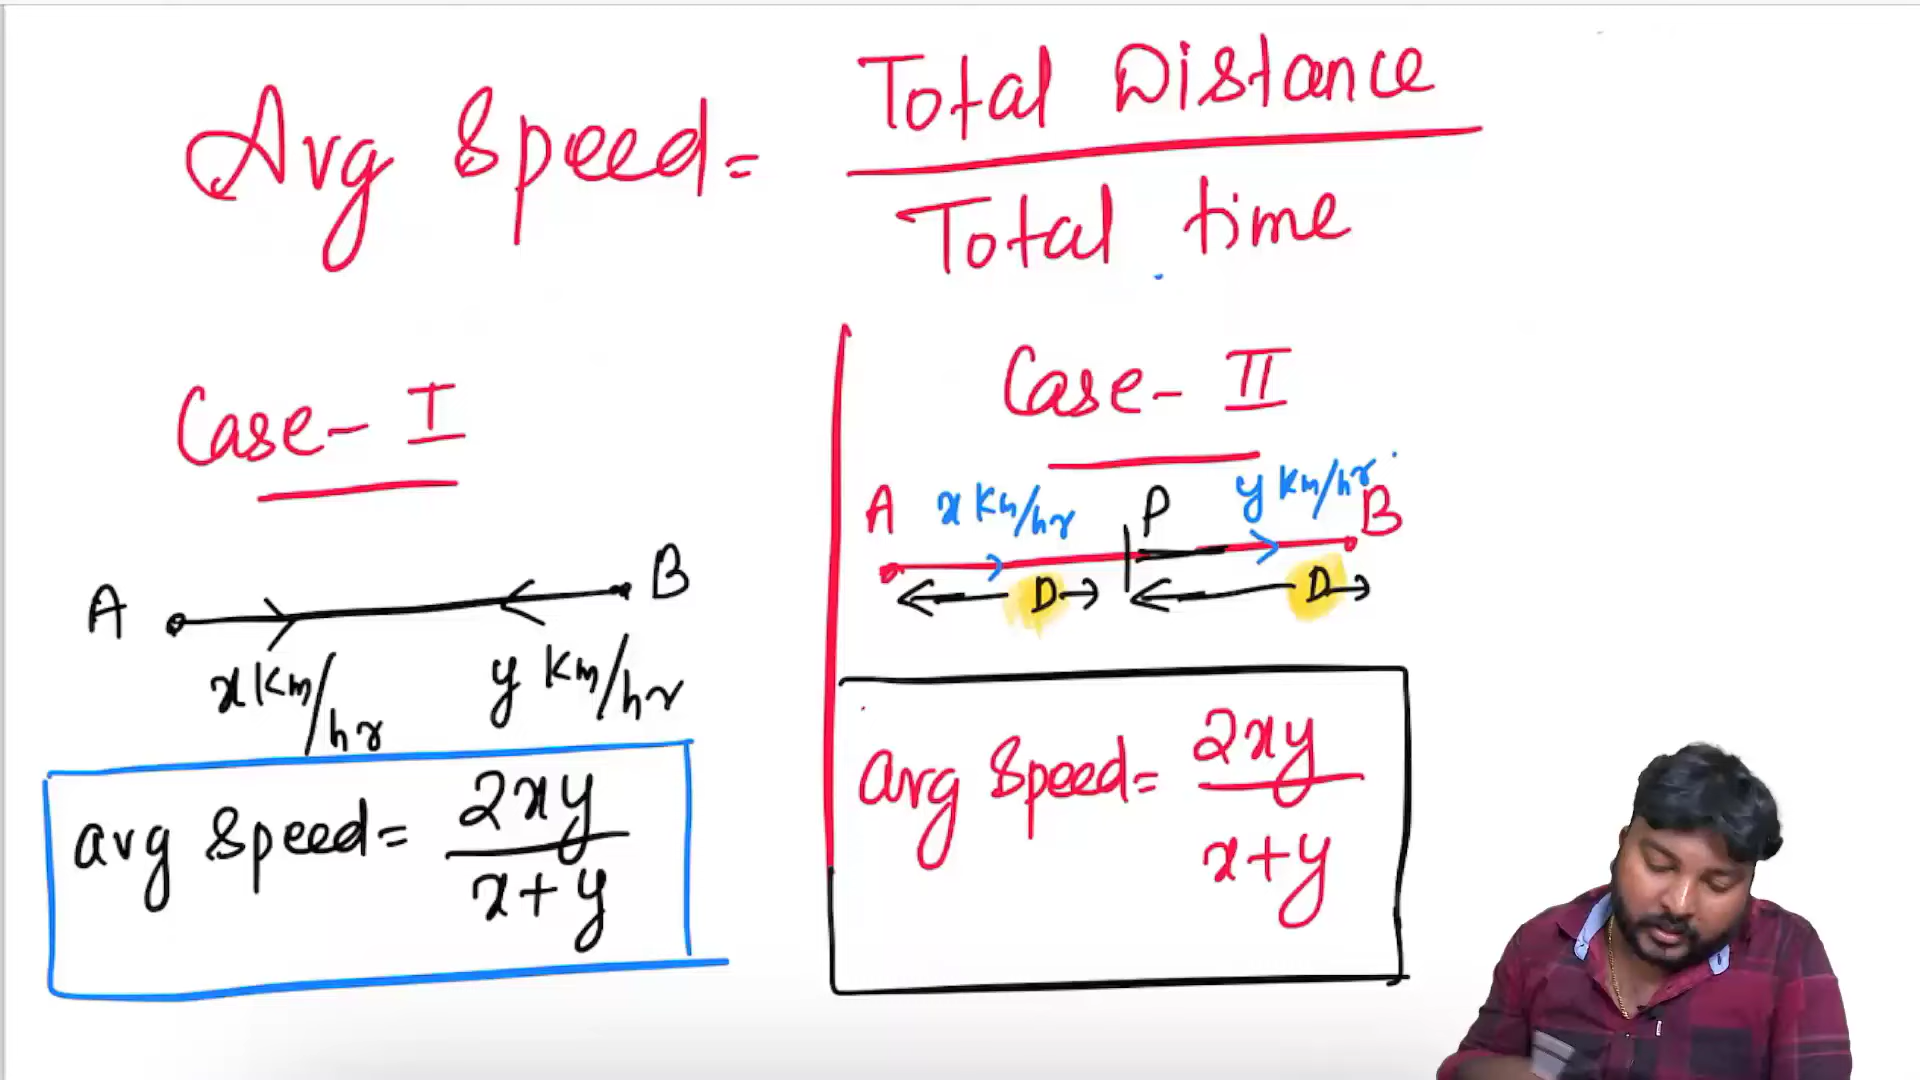 Avg Speed = Total Distance / Total time
Case - I
A B
x Km/hr y Km/hr
avg Speed = 2xy / x+y
Case - II
A x Km/hr P y Km/hr B
D D
avg Speed = 2xy / x+y